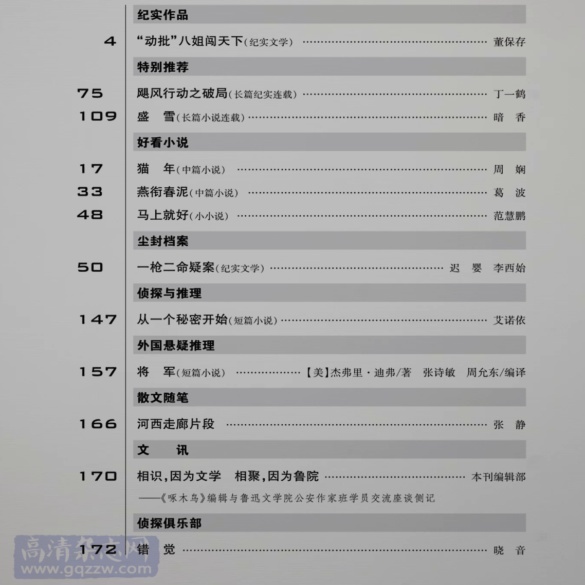 纪实作品
4 “动批”八姐闯天下(纪实文学) 董保存
特别推荐
75 飓风行动之破局(长篇纪实连载) 丁一鹤
109 盛 雪(长篇小说连载) 暗 香
好看小说
17 猫 年(中篇小说) 周 娴
33 燕衔春泥(中篇小说) 葛 波
48 马上就好(小小说) 范慧鹏
尘封档案
50 一枪二命疑案(纪实文学) 迟 婴 李西始
侦探与推理
147 从一个秘密开始(短篇小说) 艾诺依
外国悬疑推理
157 将 军(短篇小说) 【美】杰弗里·迪弗/著 张诗敏 周允东/编译
散文随笔
166 河西走廊片段 张 静
文 讯
170 相识,因为文学 相聚,因为鲁院 本刊编辑部
——《啄木鸟》编辑与鲁迅文学院公安作家班学员交流座谈侧记
侦探俱乐部
172 错 觉 晓 音
高清杂志网
www.gqzzw.com